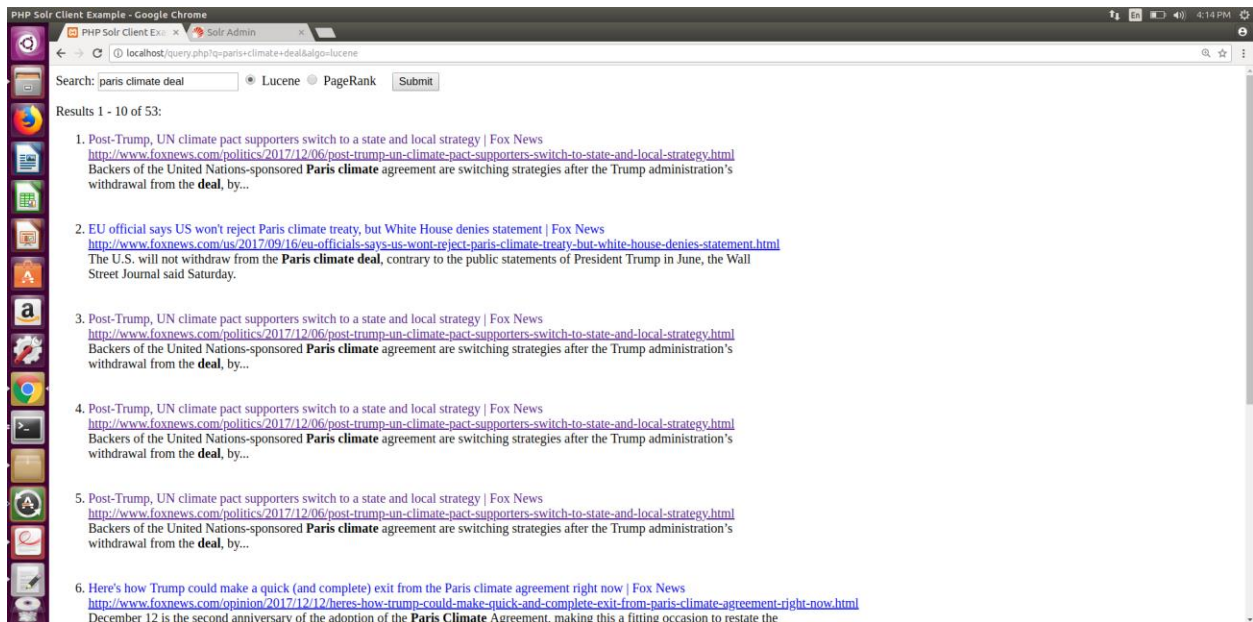 PHP Solr Client Example - Google Chrome
En
4:14 PM
PHP Solr Client Exa
Solr Admin
localhost/query.php?q=paris+climate+deal&algo=lucene
Search: paris climate deal Lucene PageRank Submit
Results 1 - 10 of 53:
1. Post-Trump, UN climate pact supporters switch to a state and local strategy | Fox News
http://www.foxnews.com/politics/2017/12/06/post-trump-un-climate-pact-supporters-switch-to-state-and-local-strategy.html
Backers of the United Nations-sponsored Paris climate agreement are switching strategies after the Trump administration’s
withdrawal from the deal, by...
2. EU official says US won't reject Paris climate treaty, but White House denies statement | Fox News
http://www.foxnews.com/us/2017/09/16/eu-officials-says-us-wont-reject-paris-climate-treaty-but-white-house-denies-statement.html
The U.S. will not withdraw from the Paris climate deal, contrary to the public statements of President Trump in June, the Wall
Street Journal said Saturday.
3. Post-Trump, UN climate pact supporters switch to a state and local strategy | Fox News
http://www.foxnews.com/politics/2017/12/06/post-trump-un-climate-pact-supporters-switch-to-state-and-local-strategy.html
Backers of the United Nations-sponsored Paris climate agreement are switching strategies after the Trump administration’s
withdrawal from the deal, by...
4. Post-Trump, UN climate pact supporters switch to a state and local strategy | Fox News
http://www.foxnews.com/politics/2017/12/06/post-trump-un-climate-pact-supporters-switch-to-state-and-local-strategy.html
Backers of the United Nations-sponsored Paris climate agreement are switching strategies after the Trump administration’s
withdrawal from the deal, by...
5. Post-Trump, UN climate pact supporters switch to a state and local strategy | Fox News
http://www.foxnews.com/politics/2017/12/06/post-trump-un-climate-pact-supporters-switch-to-state-and-local-strategy.html
Backers of the United Nations-sponsored Paris climate agreement are switching strategies after the Trump administration’s
withdrawal from the deal, by...
6. Here's how Trump could make a quick (and complete) exit from the Paris climate agreement right now | Fox News
http://www.foxnews.com/opinion/2017/12/12/heres-how-trump-could-make-quick-and-complete-exit-from-paris-climate-agreement-right-now.html
December 12 is the second anniversary of the adoption of the Paris Climate Agreement, making this a fitting occasion to restate the